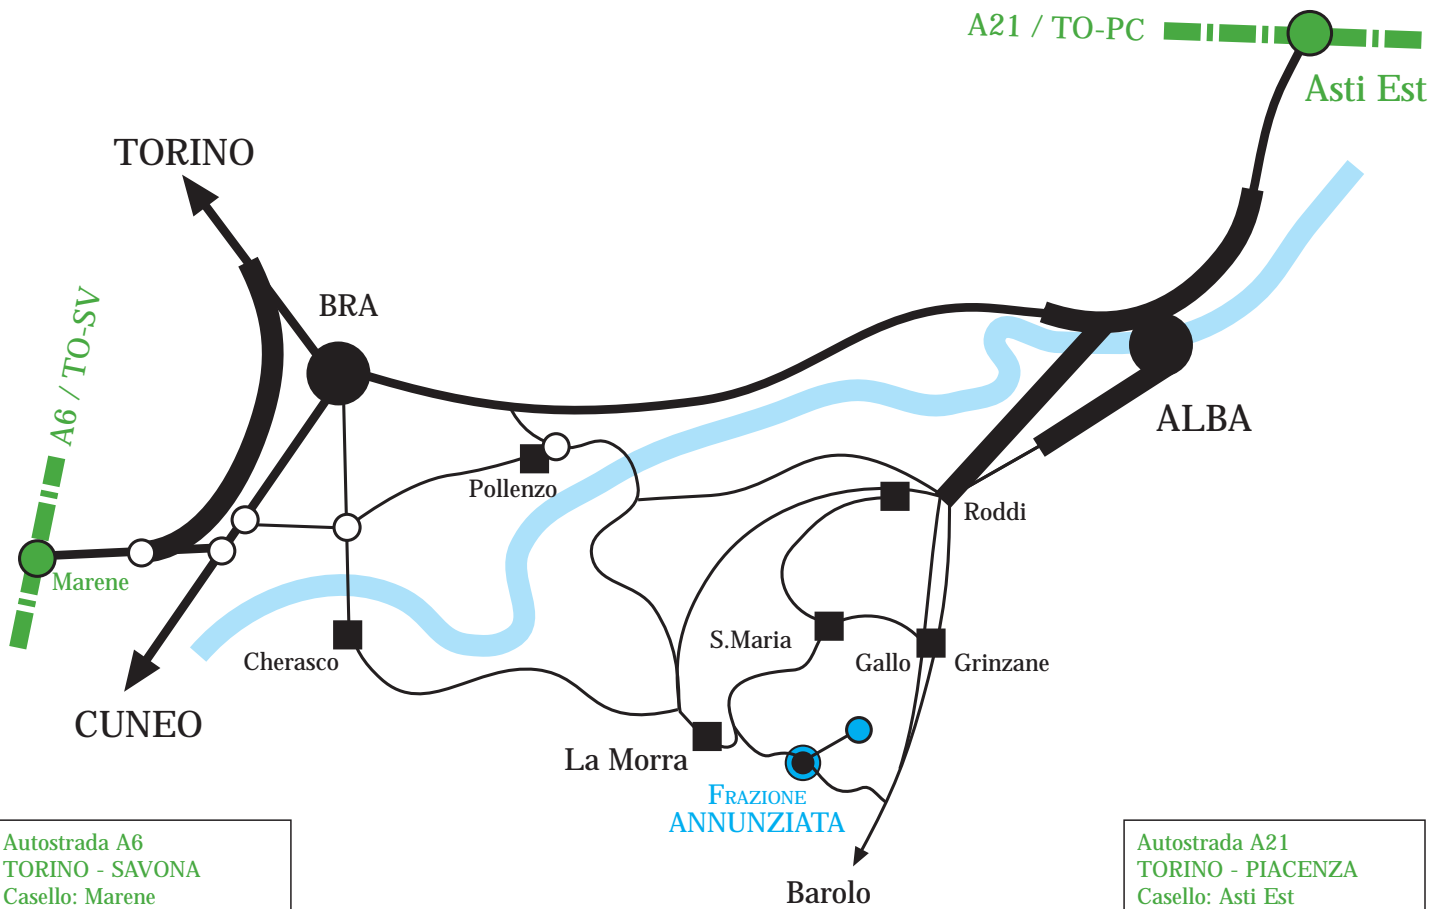 A21 / TO-PC
Asti Est
TORINO
BRA
A6 / TO-SV
ALBA
Pollenzo
Roddi
Marene
S.Maria
Cherasco
Gallo
Grinzane
CUNEO
La Morra
FRAZIONE
ANNUNZIATA
Barolo
Autostrada A6
TORINO - SAVONA
Casello: Marene
Autostrada A21
TORINO - PIACENZA
Casello: Asti Est